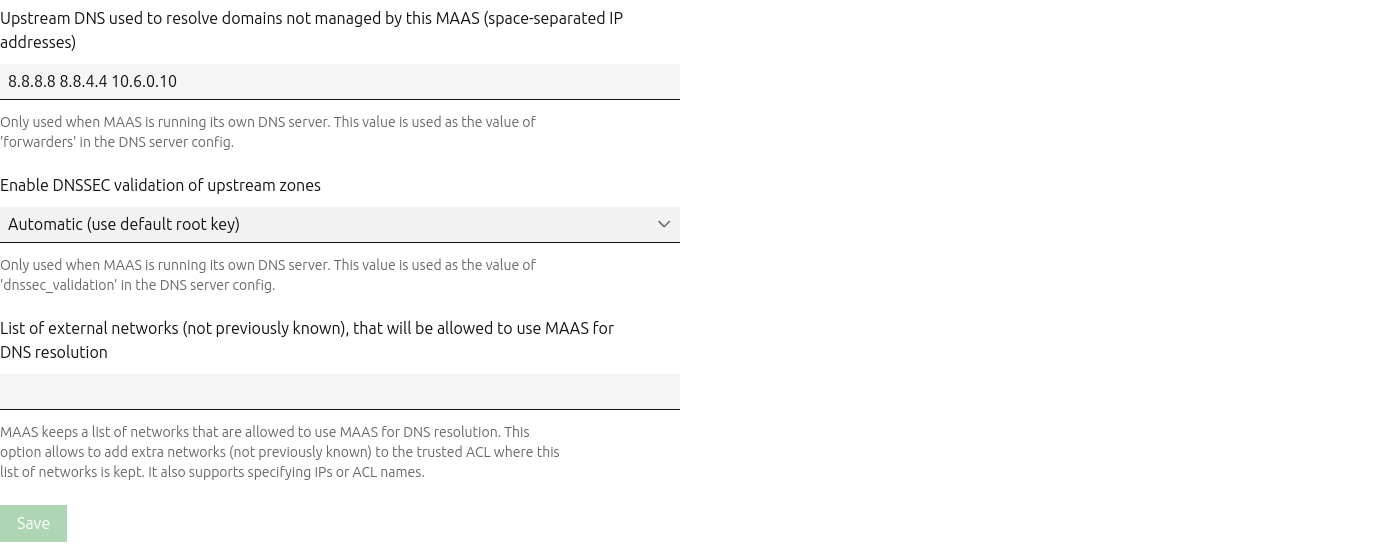 Upstream DNS used to resolve domains not managed by this MAAS (space-separated IP
addresses)
8.8.8.8 8.8.4.4 10.6.0.10
Only used when MAAS is running its own DNS server. This value is used as the value of
'forwarders' in the DNS server config.
Enable DNSSEC validation of upstream zones
Automatic (use default root key)
Only used when MAAS is running its own DNS server. This value is used as the value of
'dnssec_validation' in the DNS server config.
List of external networks (not previously known), that will be allowed to use MAAS for
DNS resolution
MAAS keeps a list of networks that are allowed to use MAAS for DNS resolution. This
option allows to add extra networks (not previously known) to the trusted ACL where this
list of networks is kept. It also supports specifying IPs or ACL names.
Save